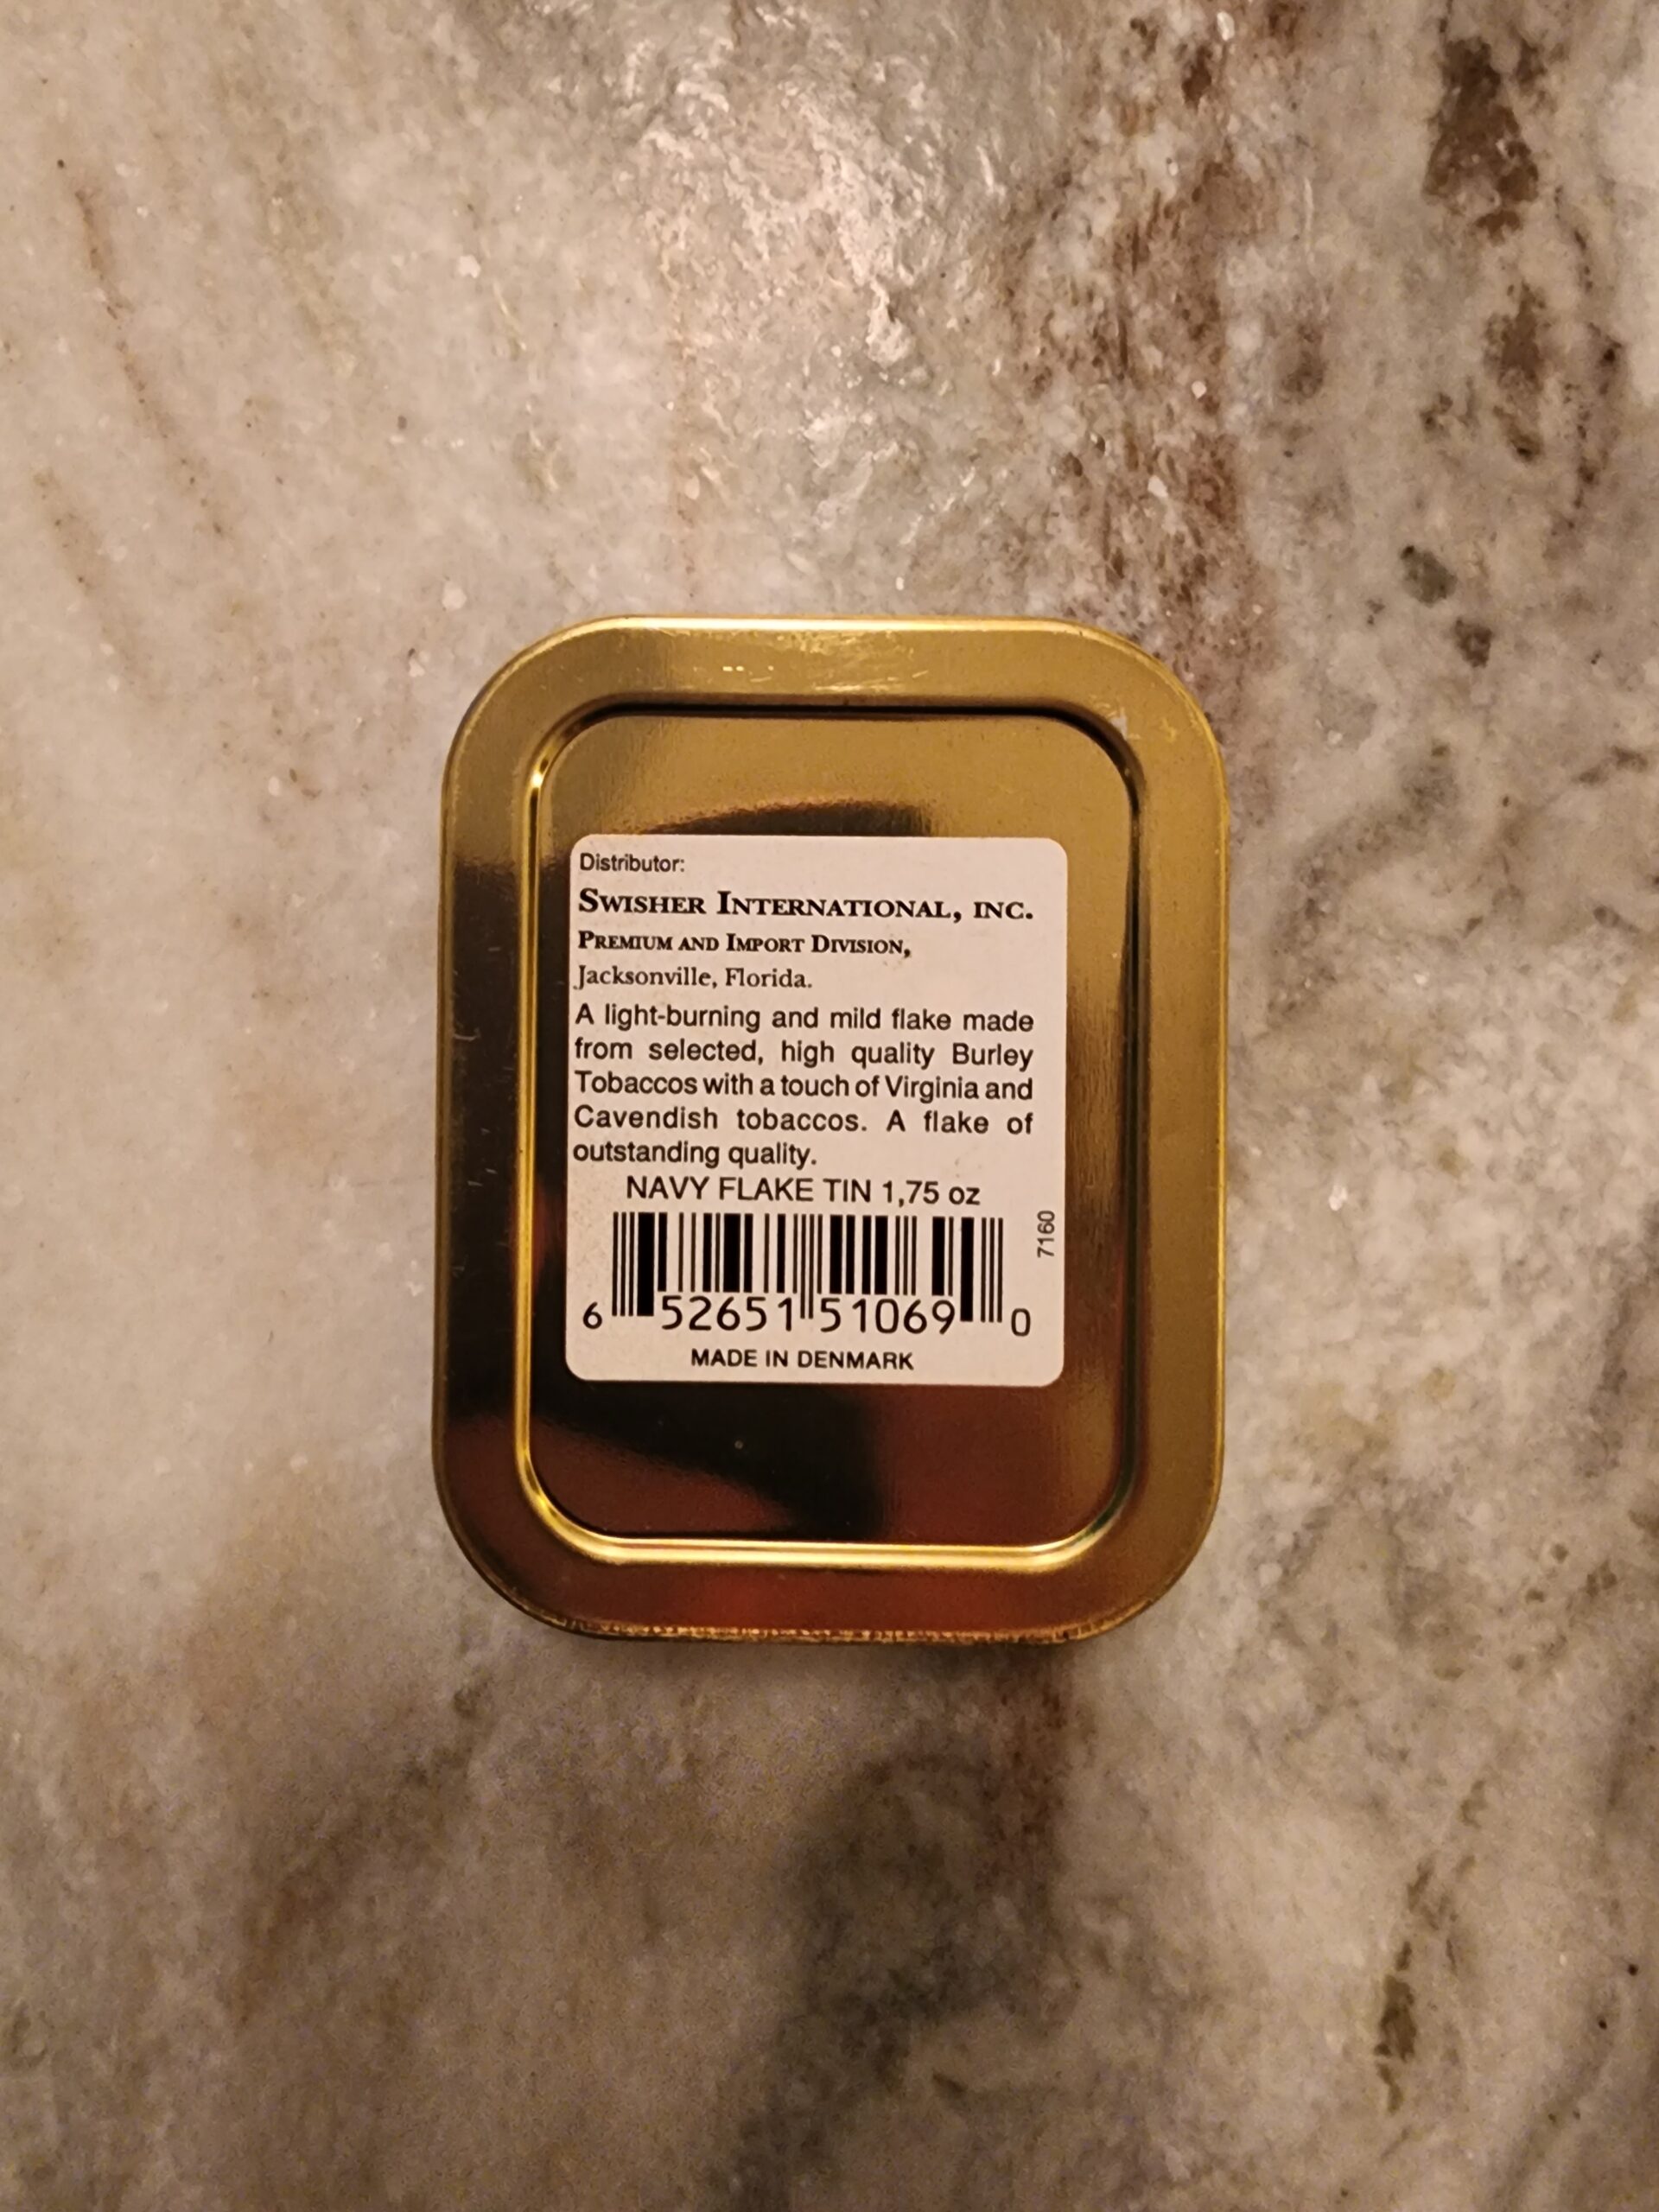 Distributor:
SWISHER INTERNATIONAL, INC.
PREMIUM AND IMPORT DIVISION,
Jacksonville, Florida.
A light-burning and mild flake made
from selected, high quality Burley
Tobaccos with a touch of Virginia and
Cavendish tobaccos. A flake of
outstanding quality.
NAVY FLAKE TIN 1,75 oz
7160
6 52651 51069 0
MADE IN DENMARK